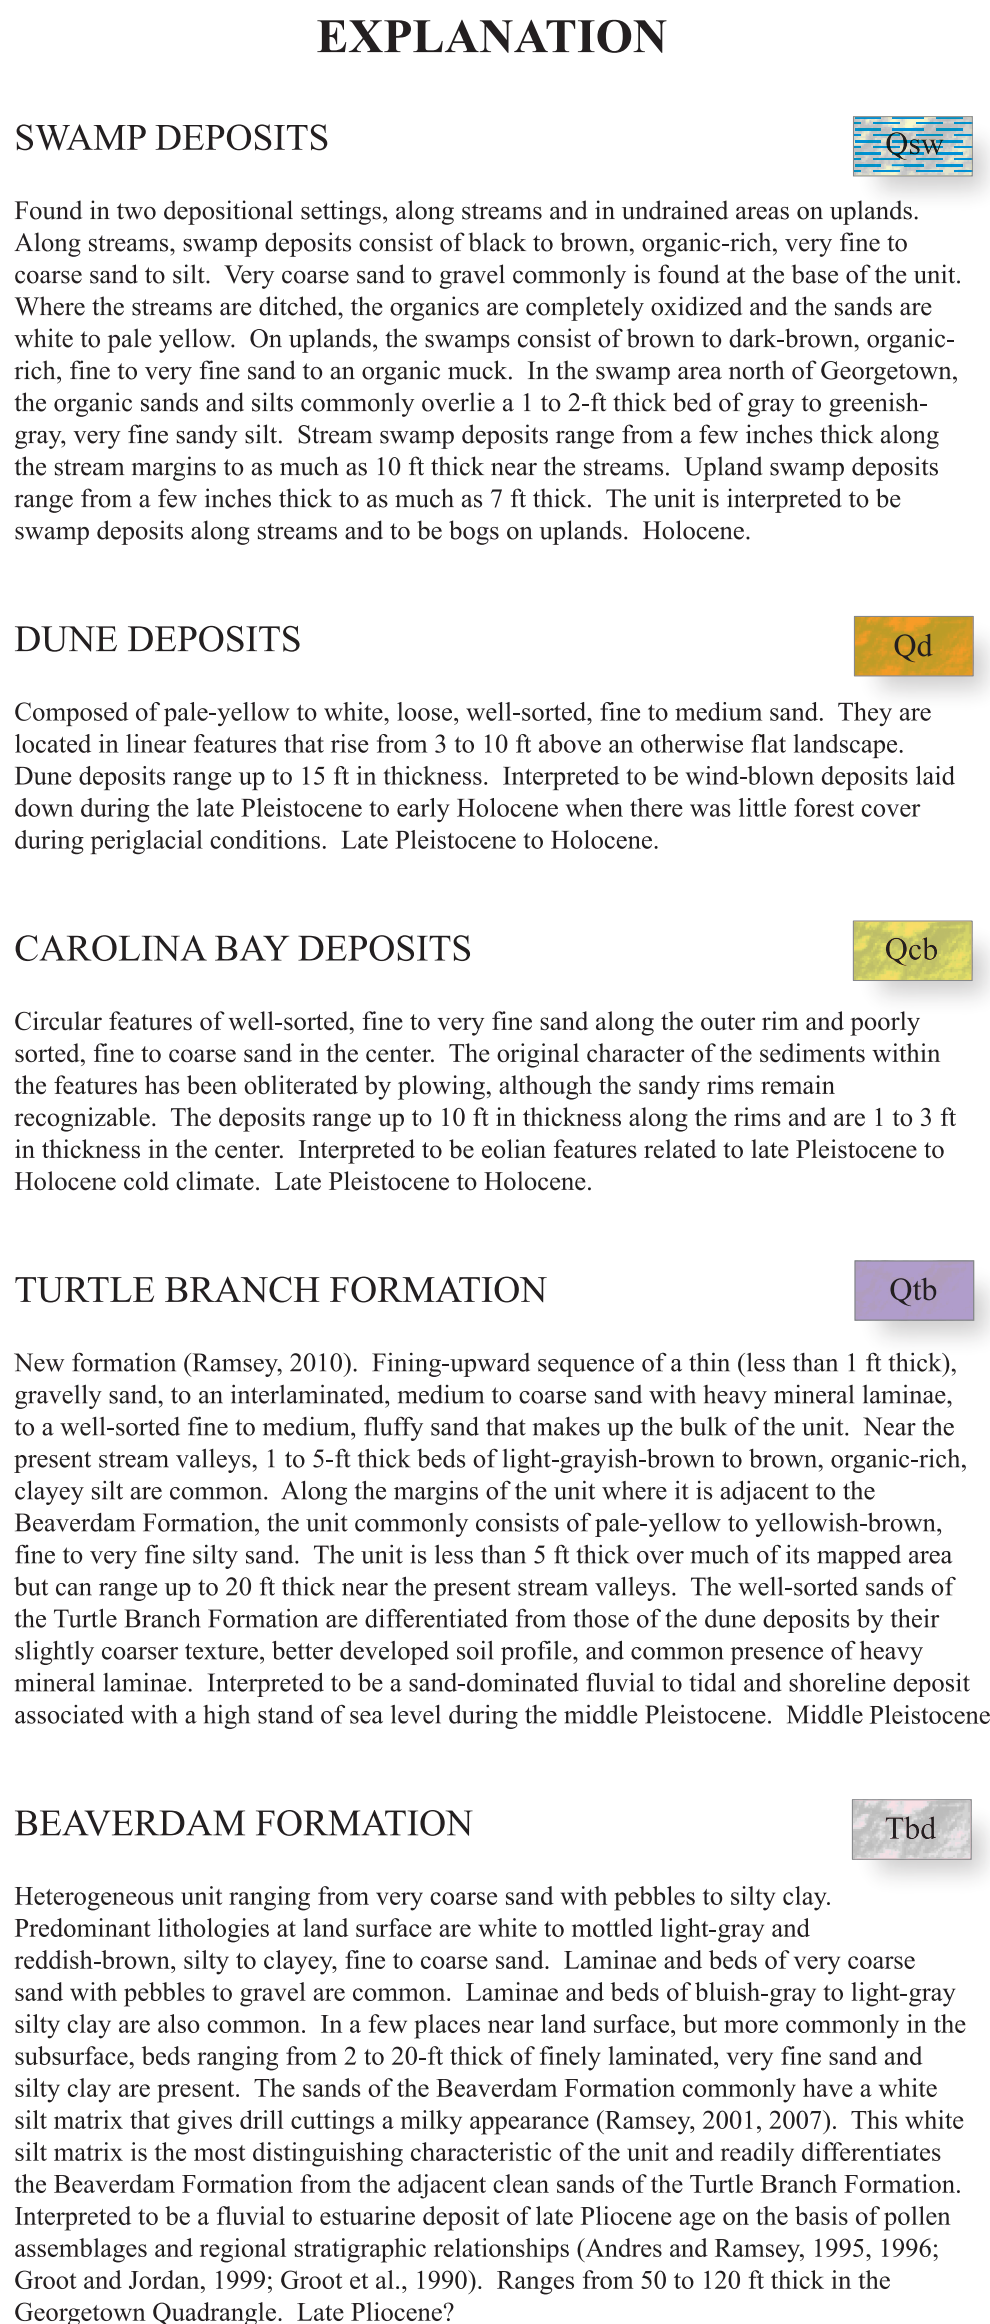 EXPLANATION
SWAMP DEPOSITS
Qsw
Found in two depositional settings, along streams and in undrained areas on uplands.
Along streams, swamp deposits consist of black to brown, organic-rich, very fine to
coarse sand to silt.  Very coarse sand to gravel commonly is found at the base of the unit.
Where the streams are ditched, the organics are completely oxidized and the sands are
white to pale yellow.  On uplands, the swamps consist of brown to dark-brown, organic-
rich, fine to very fine sand to an organic muck.  In the swamp area north of Georgetown,
the organic sands and silts commonly overlie a 1 to 2-ft thick bed of gray to greenish-
gray, very fine sandy silt.  Stream swamp deposits range from a few inches thick along
the stream margins to as much as 10 ft thick near the streams.  Upland swamp deposits
range from a few inches thick to as much as 7 ft thick.  The unit is interpreted to be
swamp deposits along streams and to be bogs on uplands.  Holocene.
DUNE DEPOSITS
Qd
Composed of pale-yellow to white, loose, well-sorted, fine to medium sand.  They are
located in linear features that rise from 3 to 10 ft above an otherwise flat landscape.
Dune deposits range up to 15 ft in thickness.  Interpreted to be wind-blown deposits laid
down during the late Pleistocene to early Holocene when there was little forest cover
during periglacial conditions.  Late Pleistocene to Holocene.
CAROLINA BAY DEPOSITS
Qcb
Circular features of well-sorted, fine to very fine sand along the outer rim and poorly
sorted, fine to coarse sand in the center.  The original character of the sediments within
the features has been obliterated by plowing, although the sandy rims remain
recognizable.  The deposits range up to 10 ft in thickness along the rims and are 1 to 3 ft
in thickness in the center.  Interpreted to be eolian features related to late Pleistocene to
Holocene cold climate.  Late Pleistocene to Holocene.
TURTLE BRANCH FORMATION
Qtb
New formation (Ramsey, 2010).  Fining-upward sequence of a thin (less than 1 ft thick),
gravelly sand, to an interlaminated, medium to coarse sand with heavy mineral laminae,
to a well-sorted fine to medium, fluffy sand that makes up the bulk of the unit.  Near the
present stream valleys, 1 to 5-ft thick beds of light-grayish-brown to brown, organic-rich,
clayey silt are common.  Along the margins of the unit where it is adjacent to the
Beaverdam Formation, the unit commonly consists of pale-yellow to yellowish-brown,
fine to very fine silty sand.  The unit is less than 5 ft thick over much of its mapped area
but can range up to 20 ft thick near the present stream valleys.  The well-sorted sands of
the Turtle Branch Formation are differentiated from those of the dune deposits by their
slightly coarser texture, better developed soil profile, and common presence of heavy
mineral laminae.  Interpreted to be a sand-dominated fluvial to tidal and shoreline deposit
associated with a high stand of sea level during the middle Pleistocene.  Middle Pleistocene
BEAVERDAM FORMATION
Tbd
Heterogeneous unit ranging from very coarse sand with pebbles to silty clay.
Predominant lithologies at land surface are white to mottled light-gray and
reddish-brown, silty to clayey, fine to coarse sand.  Laminae and beds of very coarse
sand with pebbles to gravel are common.  Laminae and beds of bluish-gray to light-gray
silty clay are also common.  In a few places near land surface, but more commonly in the
subsurface, beds ranging from 2 to 20-ft thick of finely laminated, very fine sand and
silty clay are present.  The sands of the Beaverdam Formation commonly have a white
silt matrix that gives drill cuttings a milky appearance (Ramsey, 2001, 2007).  This white
silt matrix is the most distinguishing characteristic of the unit and readily differentiates
the Beaverdam Formation from the adjacent clean sands of the Turtle Branch Formation.
Interpreted to be a fluvial to estuarine deposit of late Pliocene age on the basis of pollen
assemblages and regional stratigraphic relationships (Andres and Ramsey, 1995, 1996;
Groot and Jordan, 1999; Groot et al., 1990).  Ranges from 50 to 120 ft thick in the
Georgetown Quadrangle.  Late Pliocene?